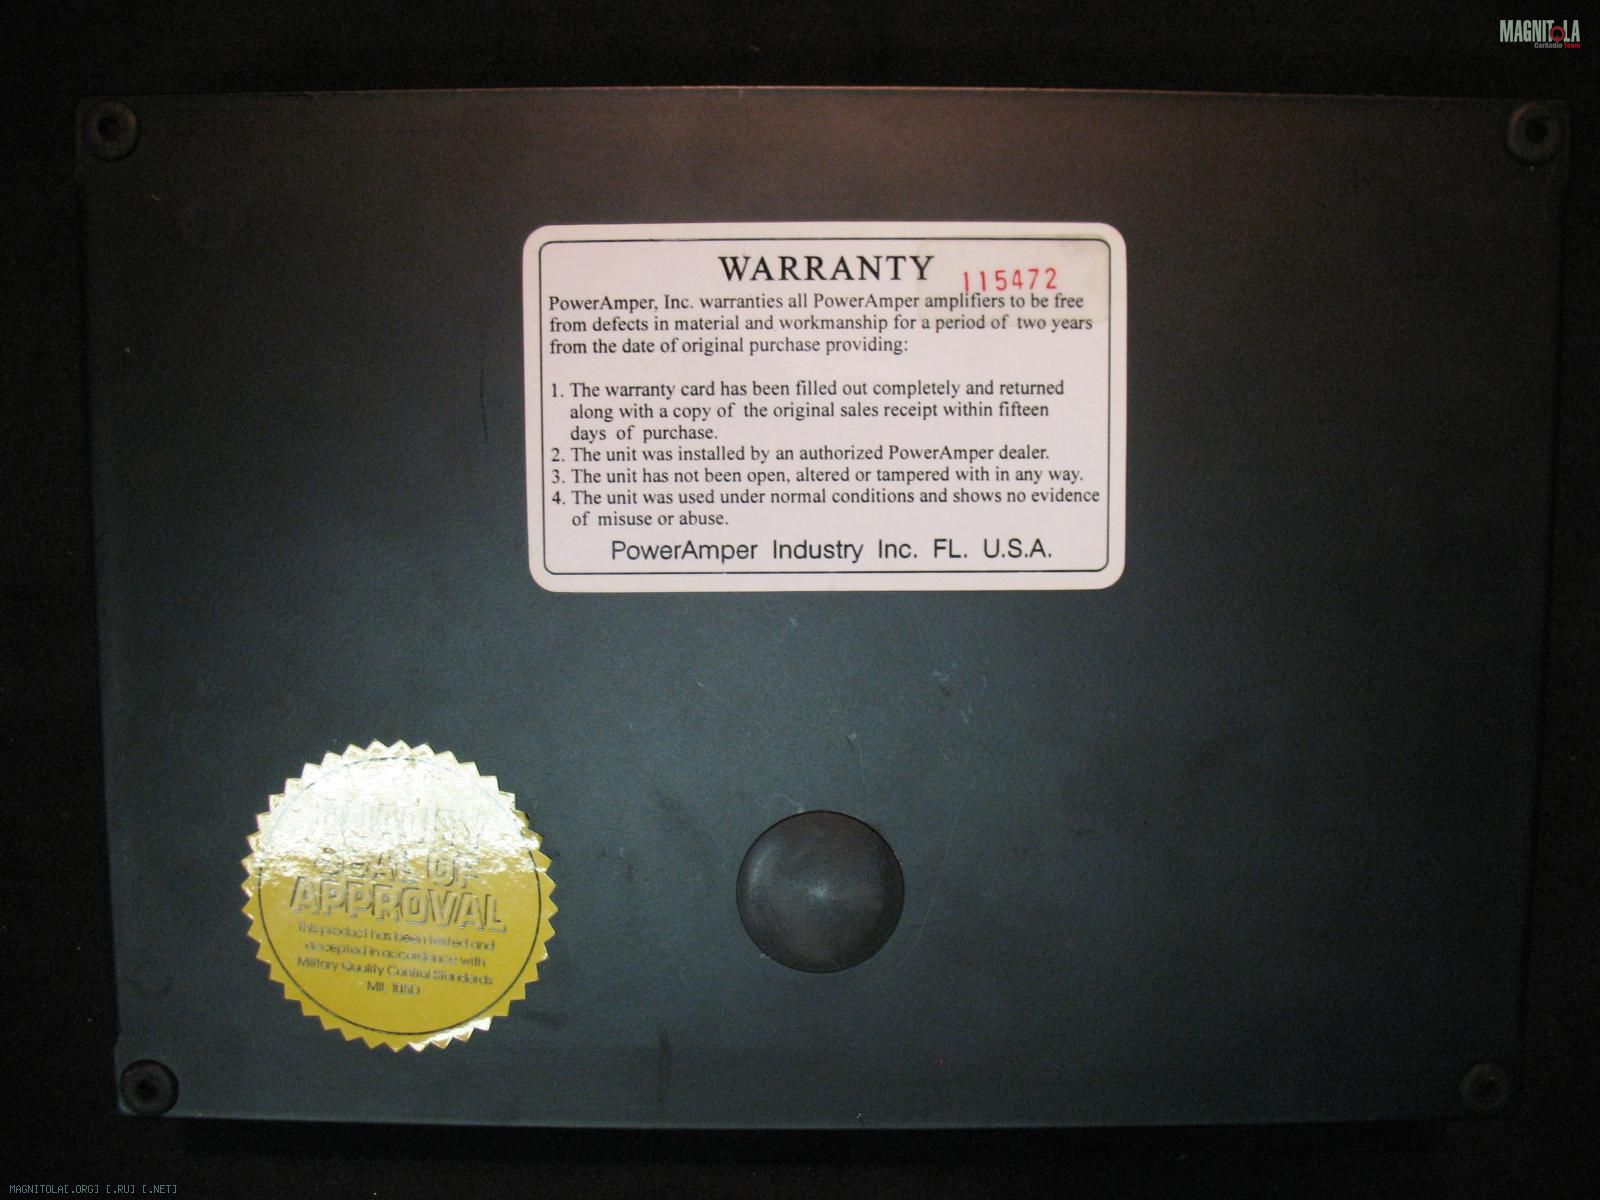 MAGNITOLA
CarAudio Team
WARRANTY
115472
PowerAmper, Inc. warranties all PowerAmper amplifiers to be free
from defects in material and workmanship for a period of two years
from the date of original purchase providing:
1. The warranty card has been filled out completely and returned
along with a copy of the original sales receipt within fifteen
days of purchase.
2. The unit was installed by an authorized PowerAmper dealer.
3. The unit has not been open, altered or tampered with in any way.
4. The unit was used under normal conditions and shows no evidence
of misuse or abuse.
PowerAmper Industry Inc. FL. U.S.A.
QUALITY
SEAL OF
APPROVAL
This product has been tested and
accepted in accordance with
Military Quality Control Standards
MIL
MAGNITOLA[.ORG] [.RU] [.NET]